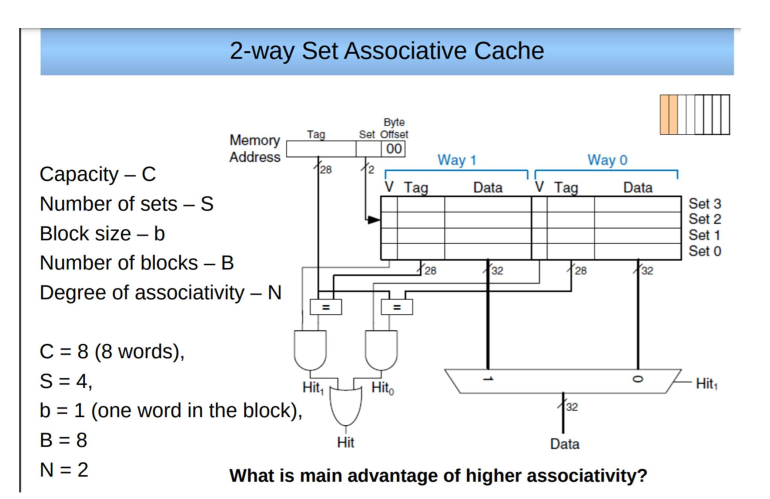 2-way Set Associative Cache
Byte
Tag Set Offset
Memory
Address
00
28 2
Way 1 Way 0
V Tag Data V Tag Data
Set 3
Set 2
Set 1
Set 0
28 32 28 32
= =
Capacity – C
Number of sets – S
Block size – b
Number of blocks – B
Degree of associativity – N
C = 8 (8 words),
S = 4,
b = 1 (one word in the block),
B = 8
N = 2
Hit₁ Hit₀
1 0
Hit₁
32
Hit
Data
What is main advantage of higher associativity?